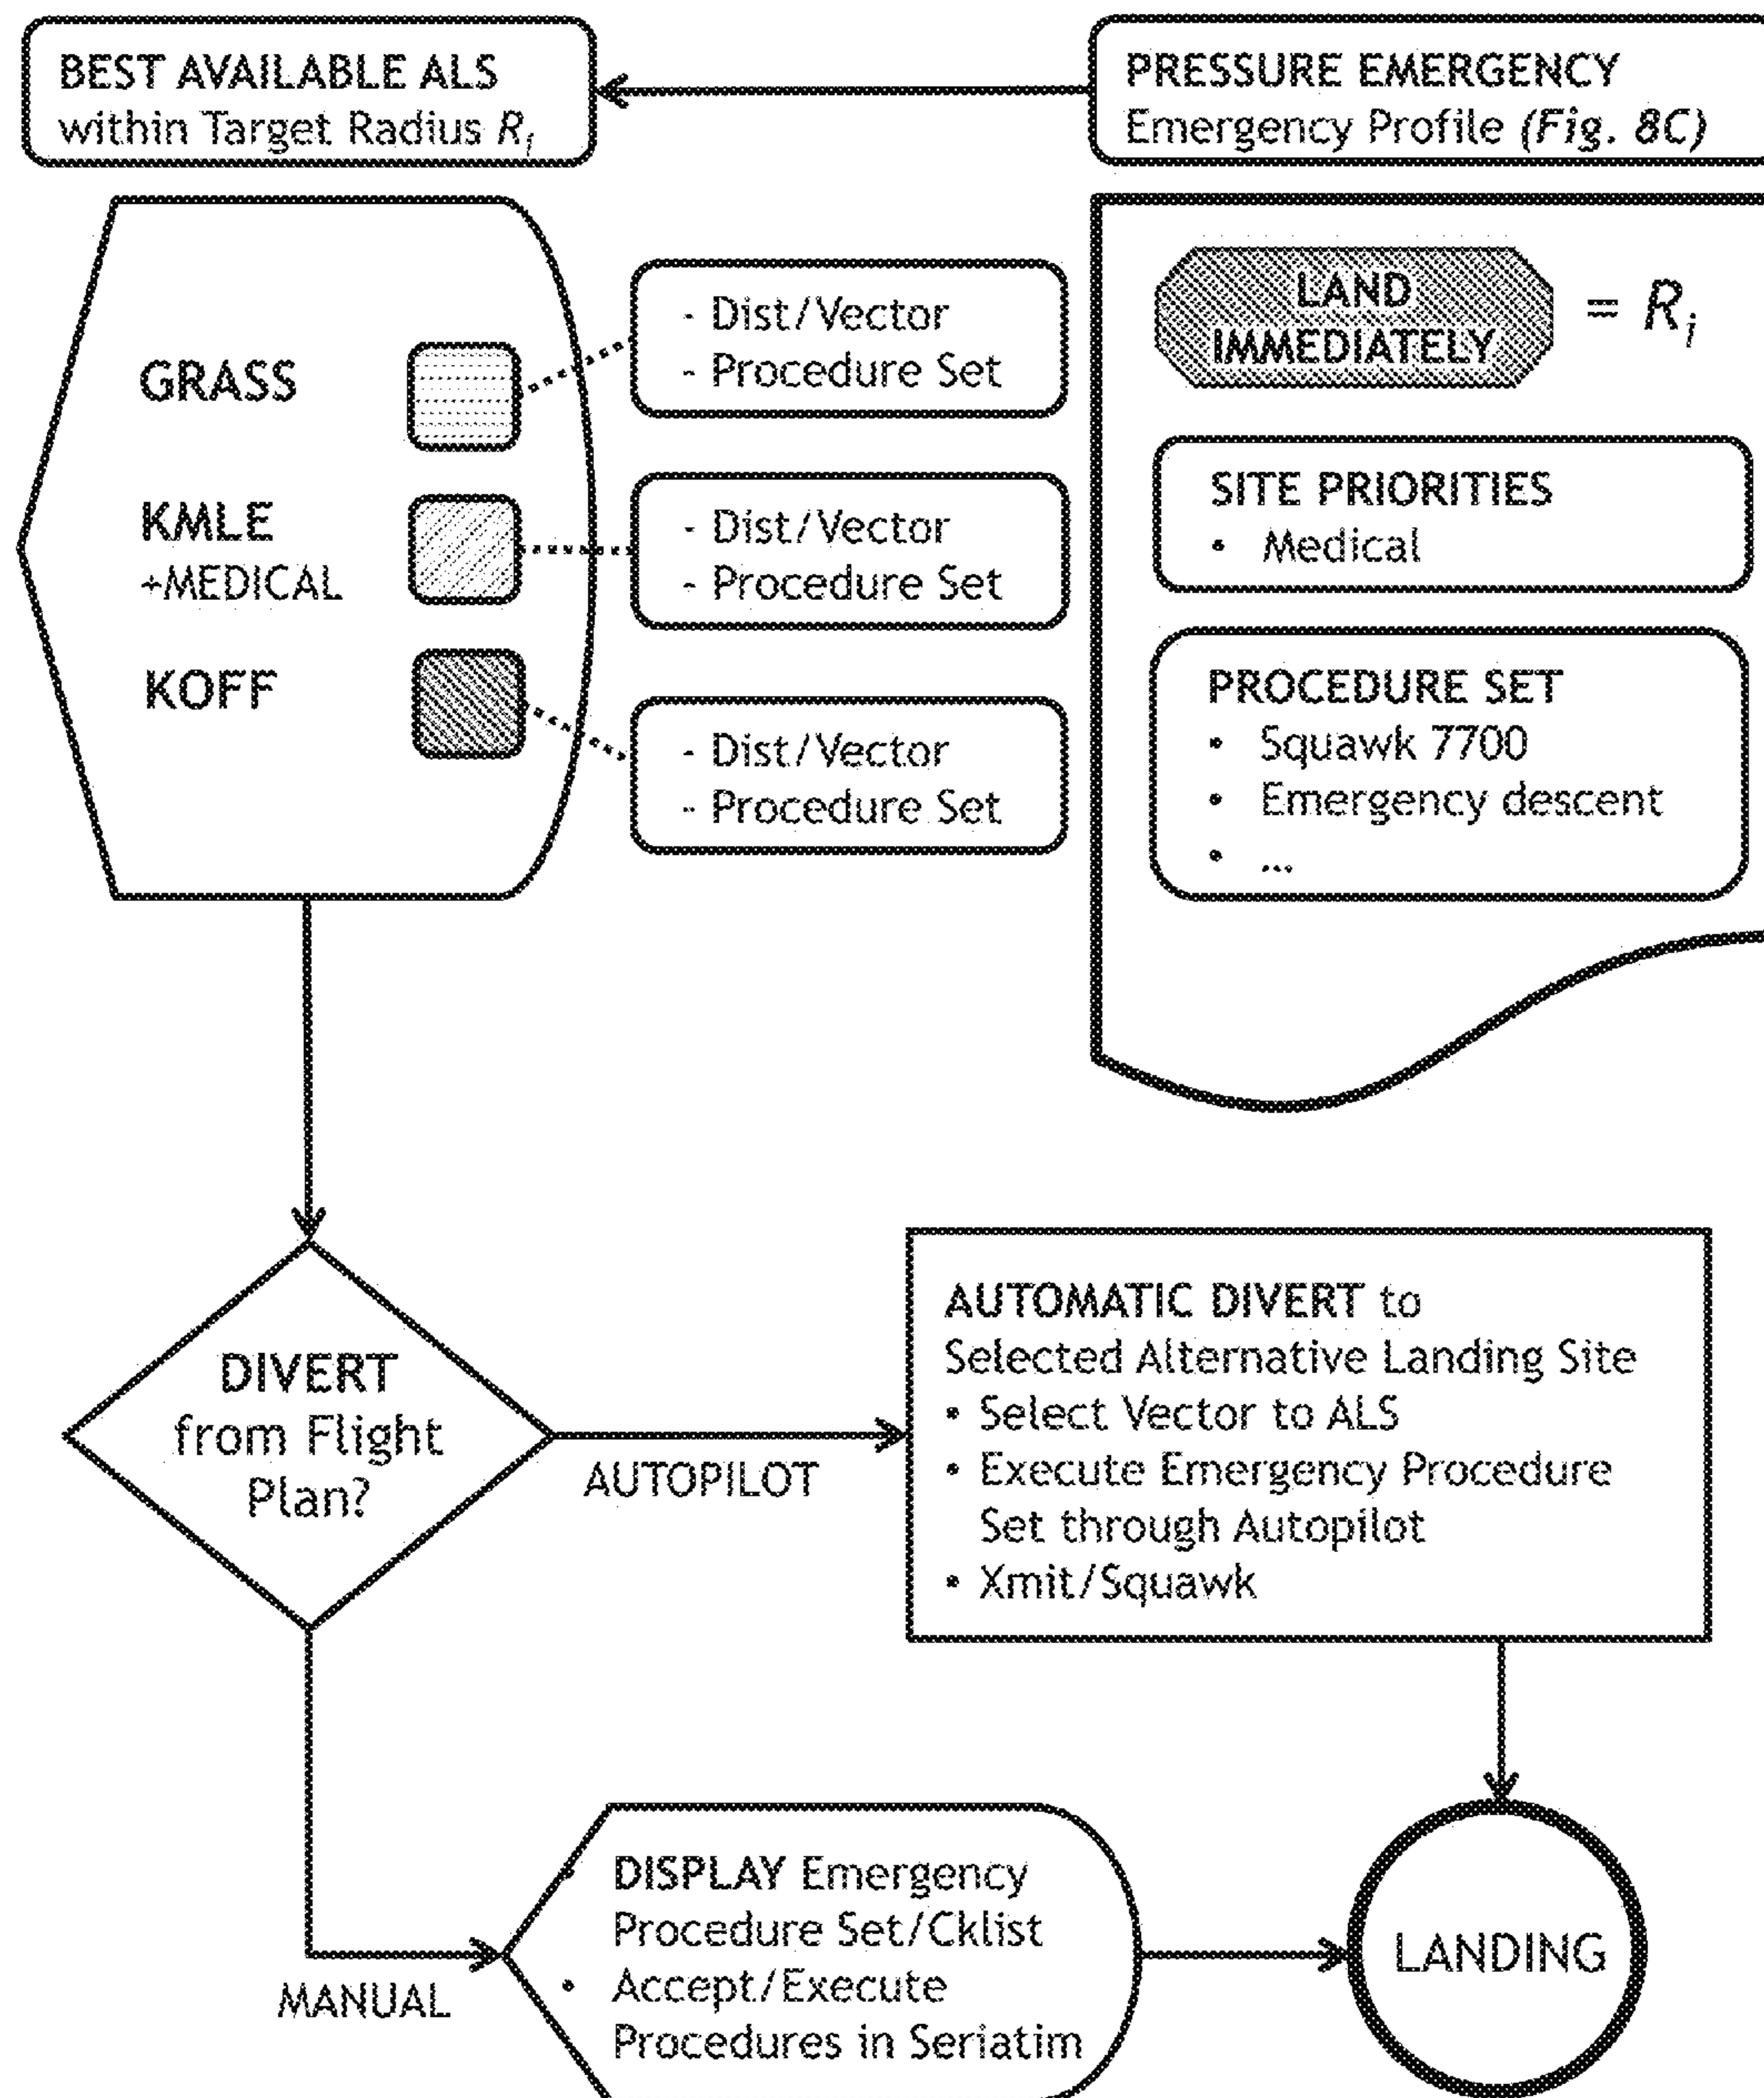 BEST AVAILABLE ALS
within Target Radius Ri
PRESSURE EMERGENCY
Emergency Profile (Fig. 8C)
GRASS
KMLE
+MEDICAL
KOFF
- Dist/Vector
- Procedure Set
- Dist/Vector
- Procedure Set
- Dist/Vector
- Procedure Set
LAND
IMMEDIATELY
= Ri
SITE PRIORITIES
• Medical
PROCEDURE SET
• Squawk 7700
• Emergency descent
• ...
DIVERT
from Flight
Plan?
AUTOPILOT
AUTOMATIC DIVERT to
Selected Alternative Landing Site
• Select Vector to ALS
• Execute Emergency Procedure
Set through Autopilot
• Xmit/Squawk
MANUAL
• DISPLAY Emergency
Procedure Set/Cklist
• Accept/Execute
Procedures in Seriatim
LANDING